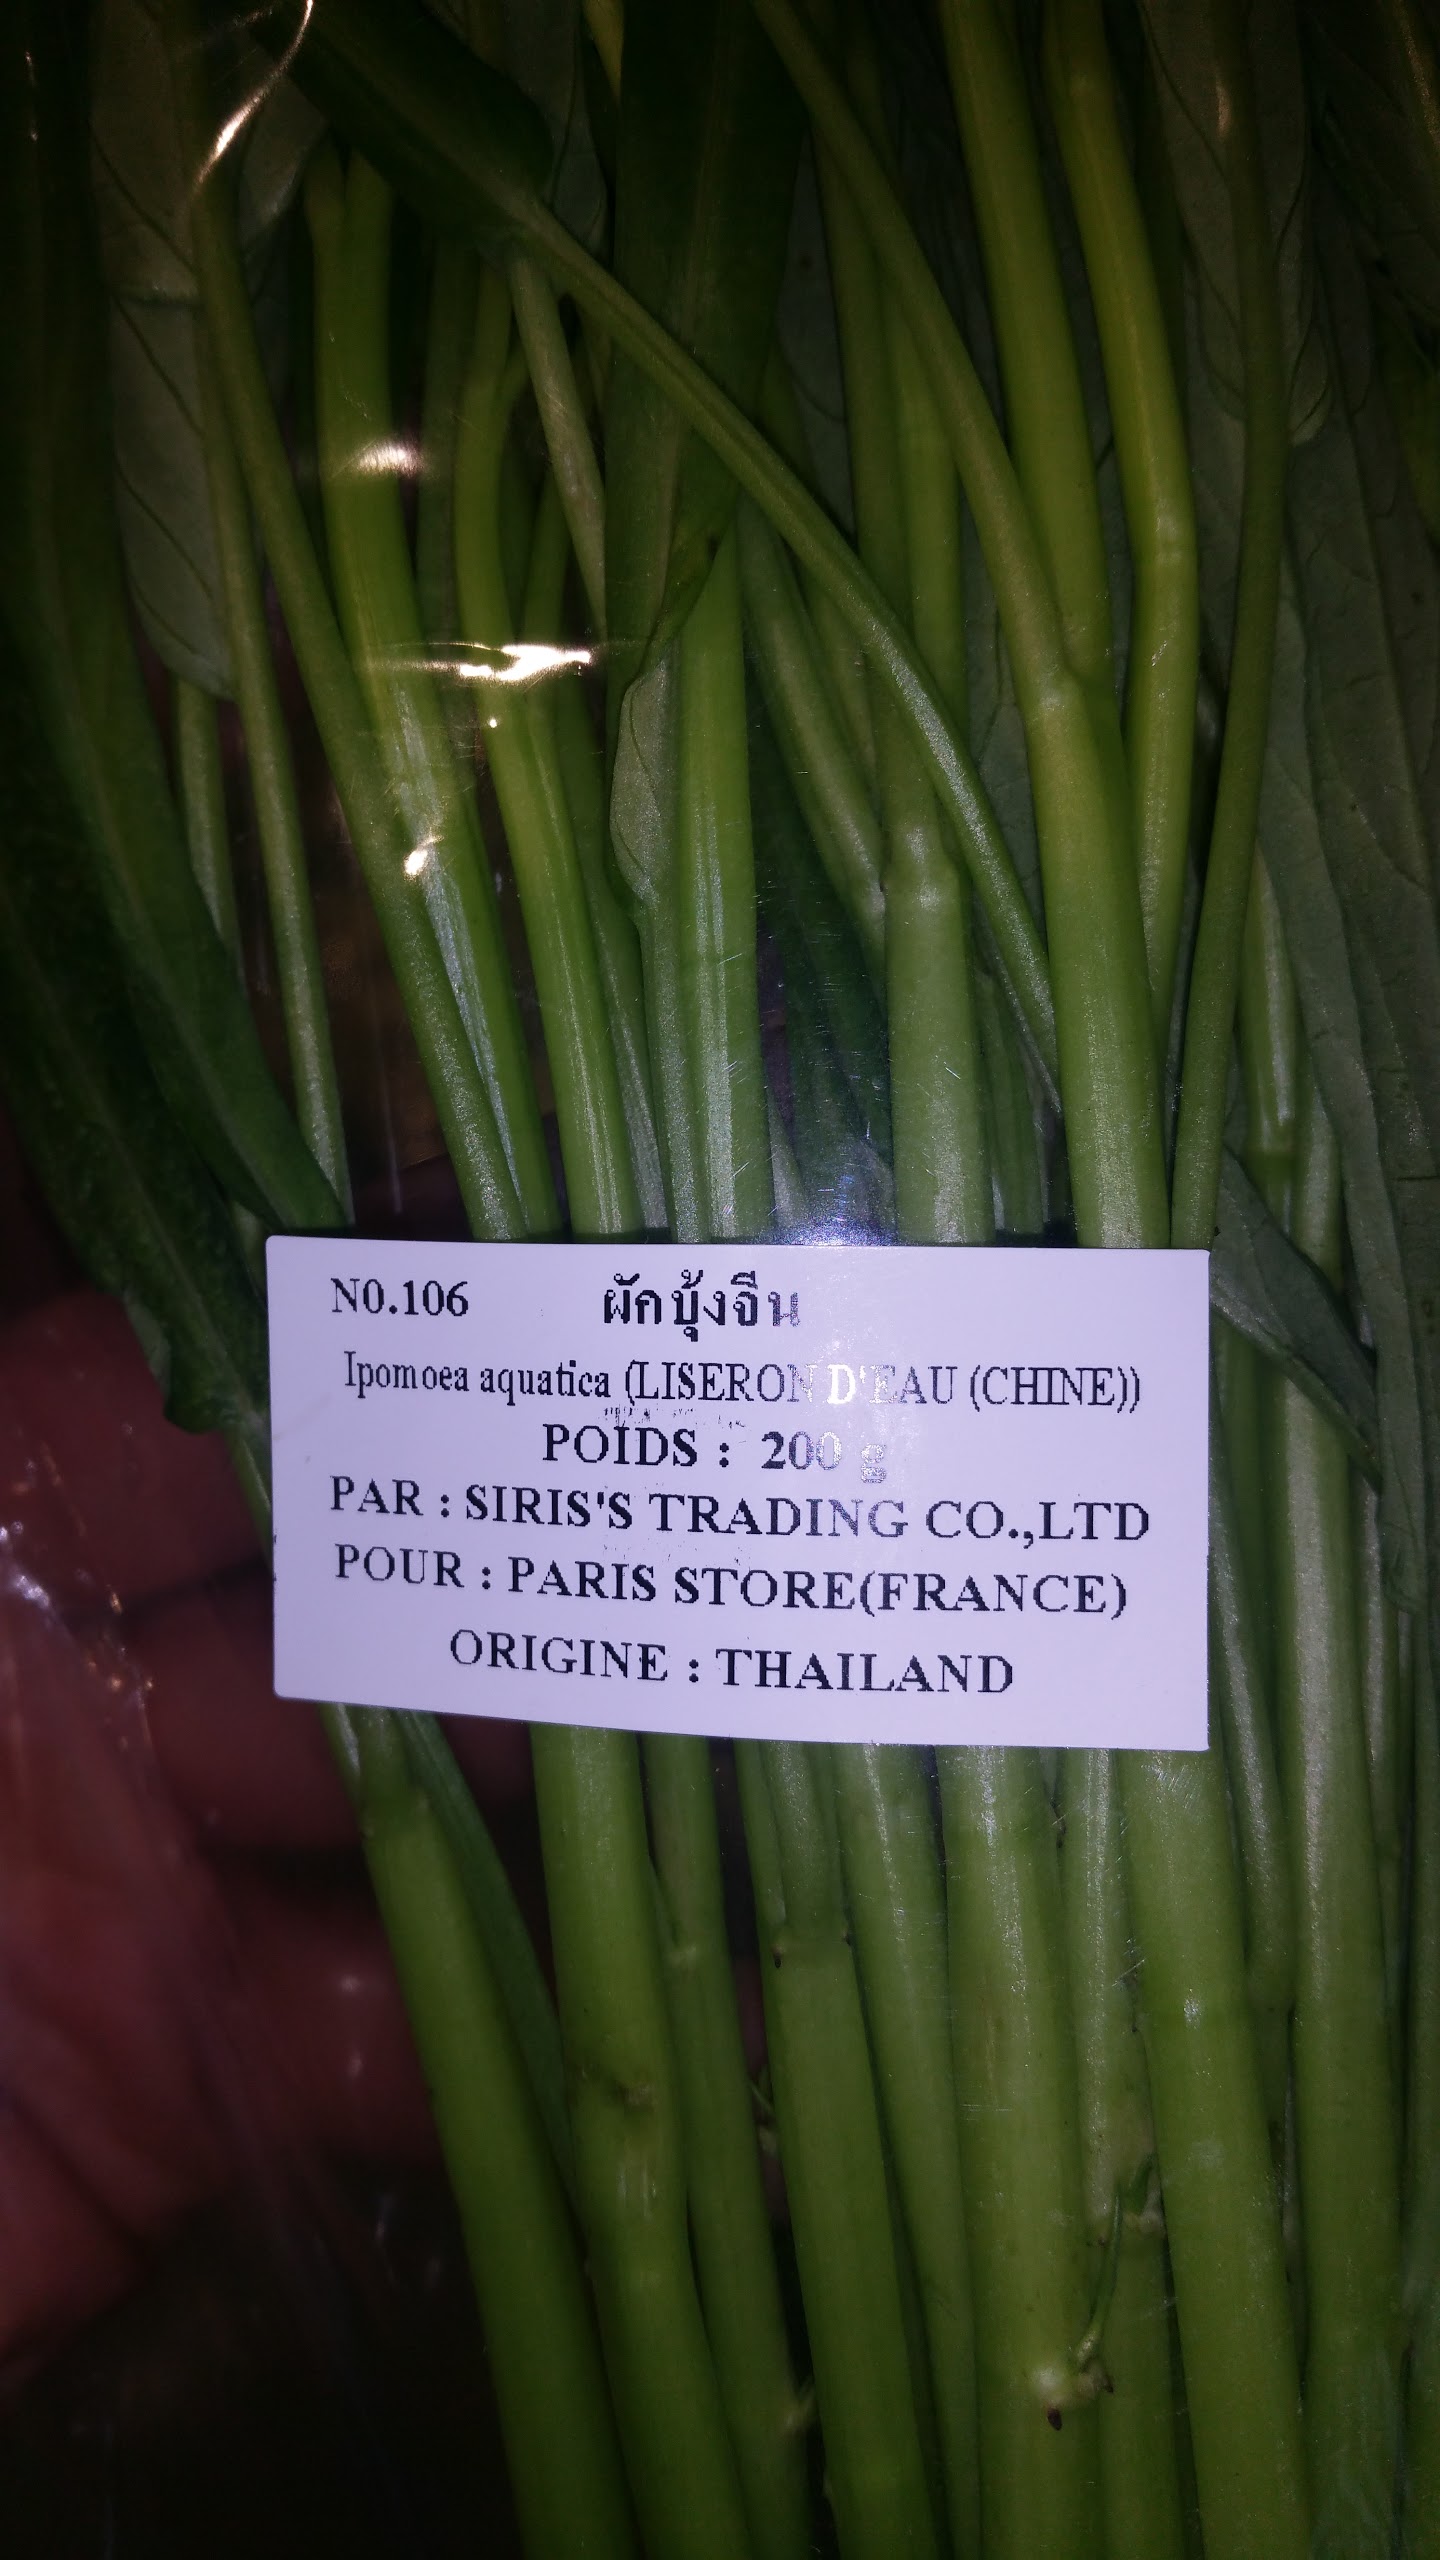 NO.106 ผักบุ้งจีน
Ipomoea aquatica (LISERON D'EAU (CHINE))
POIDS : 200 g
PAR : SIRIS'S TRADING CO.,LTD
POUR : PARIS STORE(FRANCE)
ORIGINE : THAILAND